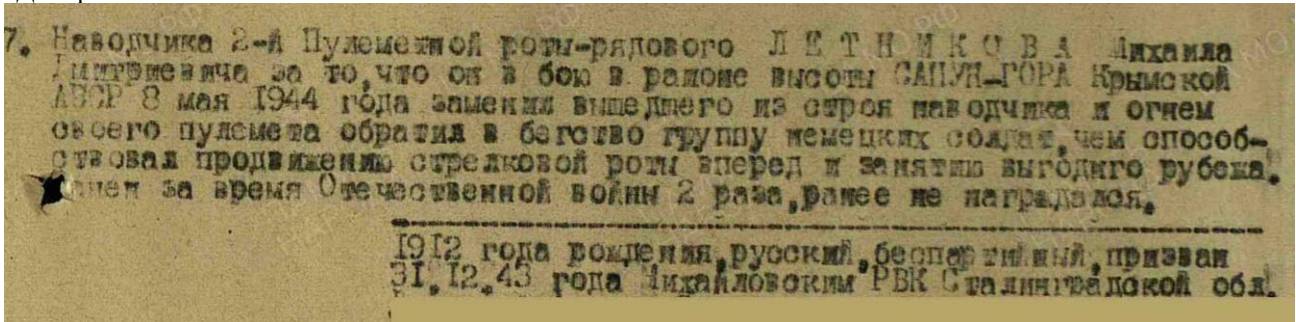 7. Наводчика 2-й Пулеметной роты-рядового Л Е Т Н И К О В А Михаила
Дмитриевича за то,что он в бою в районе высоты САПУН-ГОРА Крымской
АССР 8 мая 1944 года заменил вышедшего из строя наводчика и огнем
своего пулемета обратил в бегство группу немецких солдат,чем способ-
ствовал продвижению стрелковой роты вперед и занятию выгодиго рубежа.
Ранен за время Отечественной войны 2 раза,ранее не награждался.
1912 года рождения,русский,беспартийный,призван
31.12.43 года Михайловским РВК Сталинградской обл.